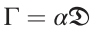 Γ = α𝕯